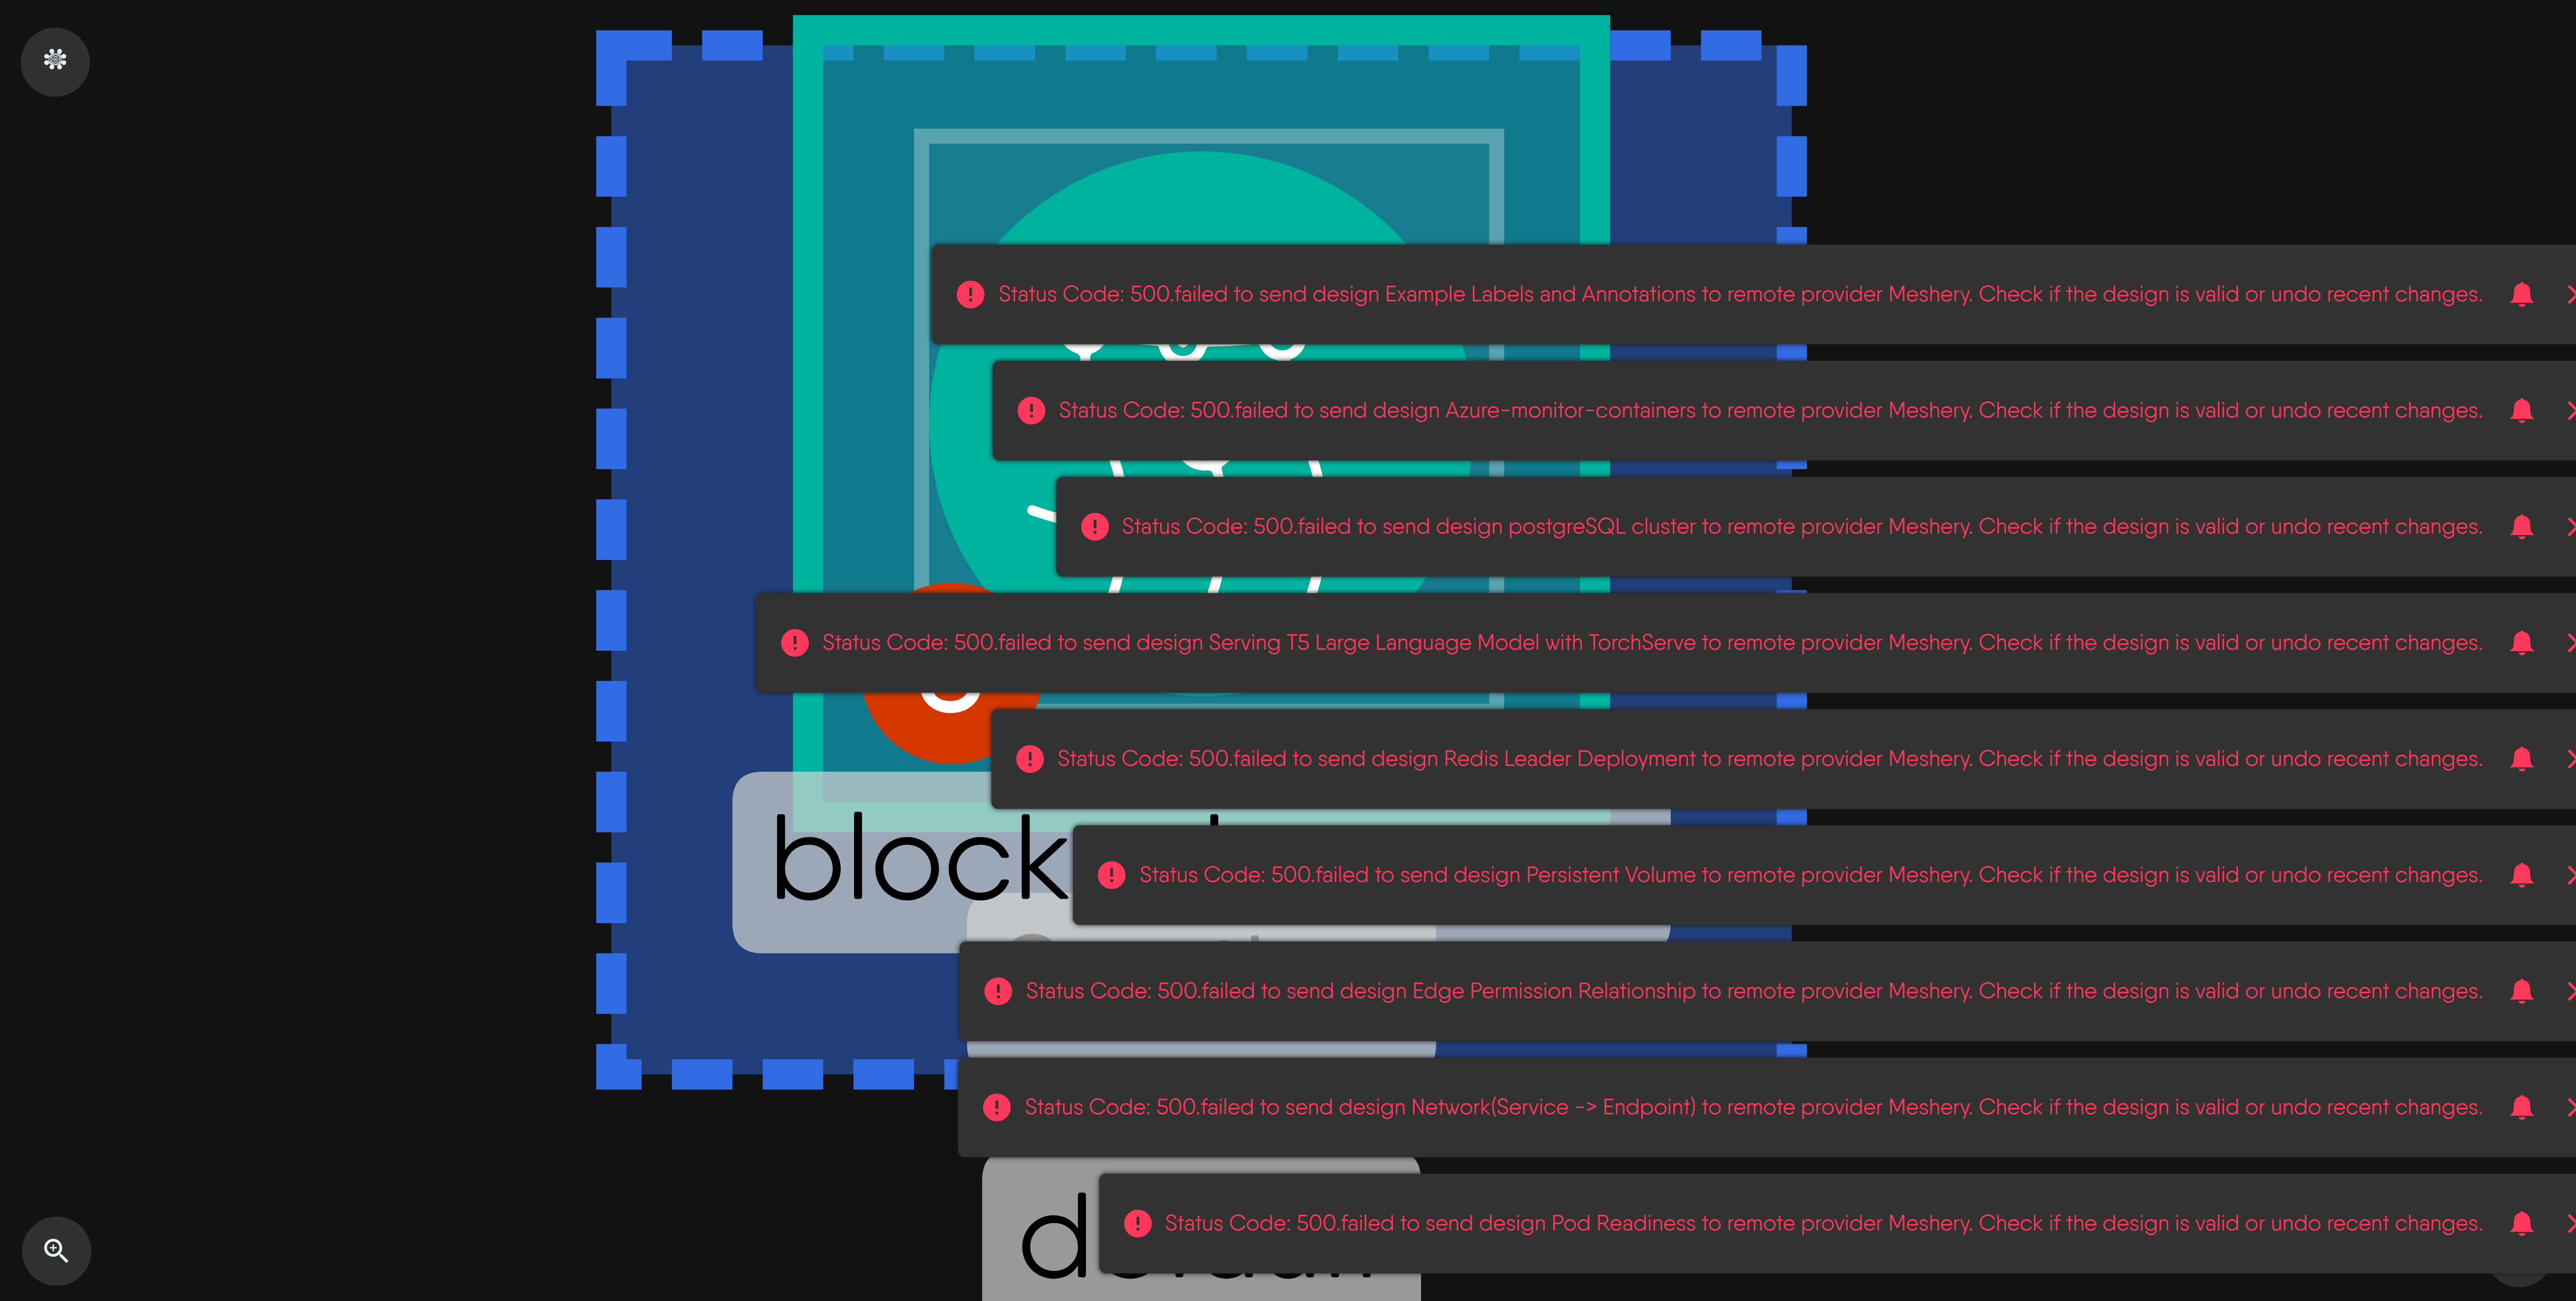 Status Code: 500.failed to send design Example Labels and Annotations to remote provider Meshery. Check if the design is valid or undo recent changes.
Status Code: 500.failed to send design Azure-monitor-containers to remote provider Meshery. Check if the design is valid or undo recent changes.
Status Code: 500.failed to send design postgreSQL cluster to remote provider Meshery. Check if the design is valid or undo recent changes.
Status Code: 500.failed to send design Serving T5 Large Language Model with TorchServe to remote provider Meshery. Check if the design is valid or undo recent changes.
Status Code: 500.failed to send design Redis Leader Deployment to remote provider Meshery. Check if the design is valid or undo recent changes.
block
Status Code: 500.failed to send design Persistent Volume to remote provider Meshery. Check if the design is valid or undo recent changes.
Status Code: 500.failed to send design Edge Permission Relationship to remote provider Meshery. Check if the design is valid or undo recent changes.
Status Code: 500.failed to send design Network(Service -> Endpoint) to remote provider Meshery. Check if the design is valid or undo recent changes.
Status Code: 500.failed to send design Pod Readiness to remote provider Meshery. Check if the design is valid or undo recent changes.